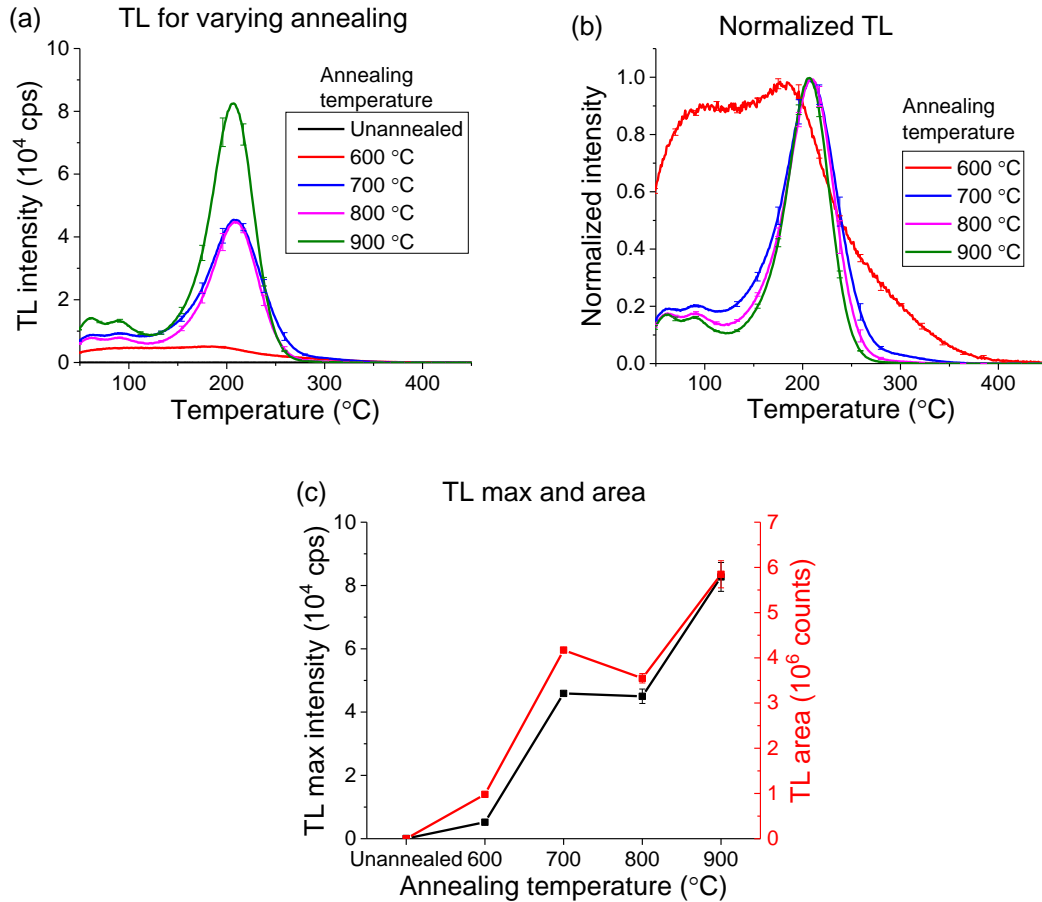 (a) TL for varying annealing
TL intensity (10⁴ cps)
10
8
6
4
2
0
100 200 300 400
Temperature (°C)
Annealing
temperature
Unannealed
600 °C
700 °C
800 °C
900 °C
(b) Normalized TL
Normalized intensity
1.0
0.8
0.6
0.4
0.2
0.0
100 200 300 400
Temperature (°C)
Annealing
temperature
600 °C
700 °C
800 °C
900 °C
(c) TL max and area
TL max intensity (10⁴ cps)
10
8
6
4
2
0
Unannealed 600 700 800 900
Annealing temperature (°C)
7
6
5
4
3
2
1
0
TL area (10⁶ counts)